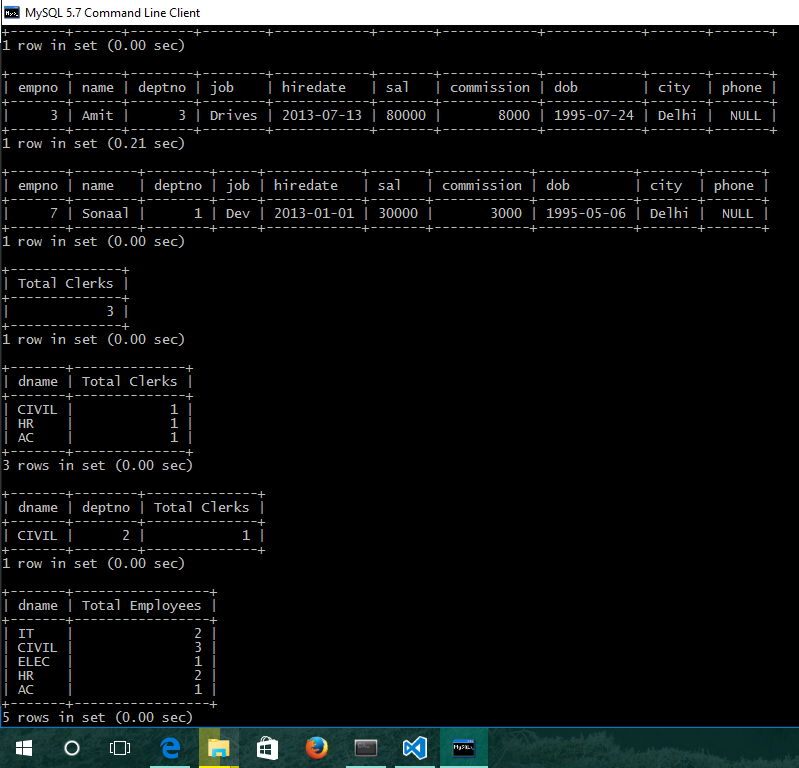 MySQL 5.7 Command Line Client
+-------+------+--------+--------+------------+-------+------------+------------+-------+-------+
1 row in set (0.00 sec)
+-------+------+--------+--------+------------+-------+------------+------------+-------+-------+
| empno | name | deptno | job    | hiredate   | sal   | commission | dob        | city  | phone |
+-------+------+--------+--------+------------+-------+------------+------------+-------+-------+
|     3 | Amit |      3 | Drives | 2013-07-13 | 80000 |       8000 | 1995-07-24 | Delhi |  NULL |
+-------+------+--------+--------+------------+-------+------------+------------+-------+-------+
1 row in set (0.21 sec)
+-------+--------+--------+-----+------------+-------+------------+------------+-------+-------+
| empno | name   | deptno | job | hiredate   | sal   | commission | dob        | city  | phone |
+-------+--------+--------+-----+------------+-------+------------+------------+-------+-------+
|     7 | Sonaal |      1 | Dev | 2013-01-01 | 30000 |       3000 | 1995-05-06 | Delhi |  NULL |
+-------+--------+--------+-----+------------+-------+------------+------------+-------+-------+
1 row in set (0.00 sec)
+--------------+
| Total Clerks |
+--------------+
|            3 |
+--------------+
1 row in set (0.00 sec)
+-------+--------------+
| dname | Total Clerks |
+-------+--------------+
| CIVIL |            1 |
| HR    |            1 |
| AC    |            1 |
+-------+--------------+
3 rows in set (0.00 sec)
+-------+--------+--------------+
| dname | deptno | Total Clerks |
+-------+--------+--------------+
| CIVIL |      2 |            1 |
+-------+--------+--------------+
1 row in set (0.00 sec)
+-------+-----------------+
| dname | Total Employees |
+-------+-----------------+
| IT    |               2 |
| CIVIL |               3 |
| ELEC  |               1 |
| HR    |               2 |
| AC    |               1 |
+-------+-----------------+
5 rows in set (0.00 sec)